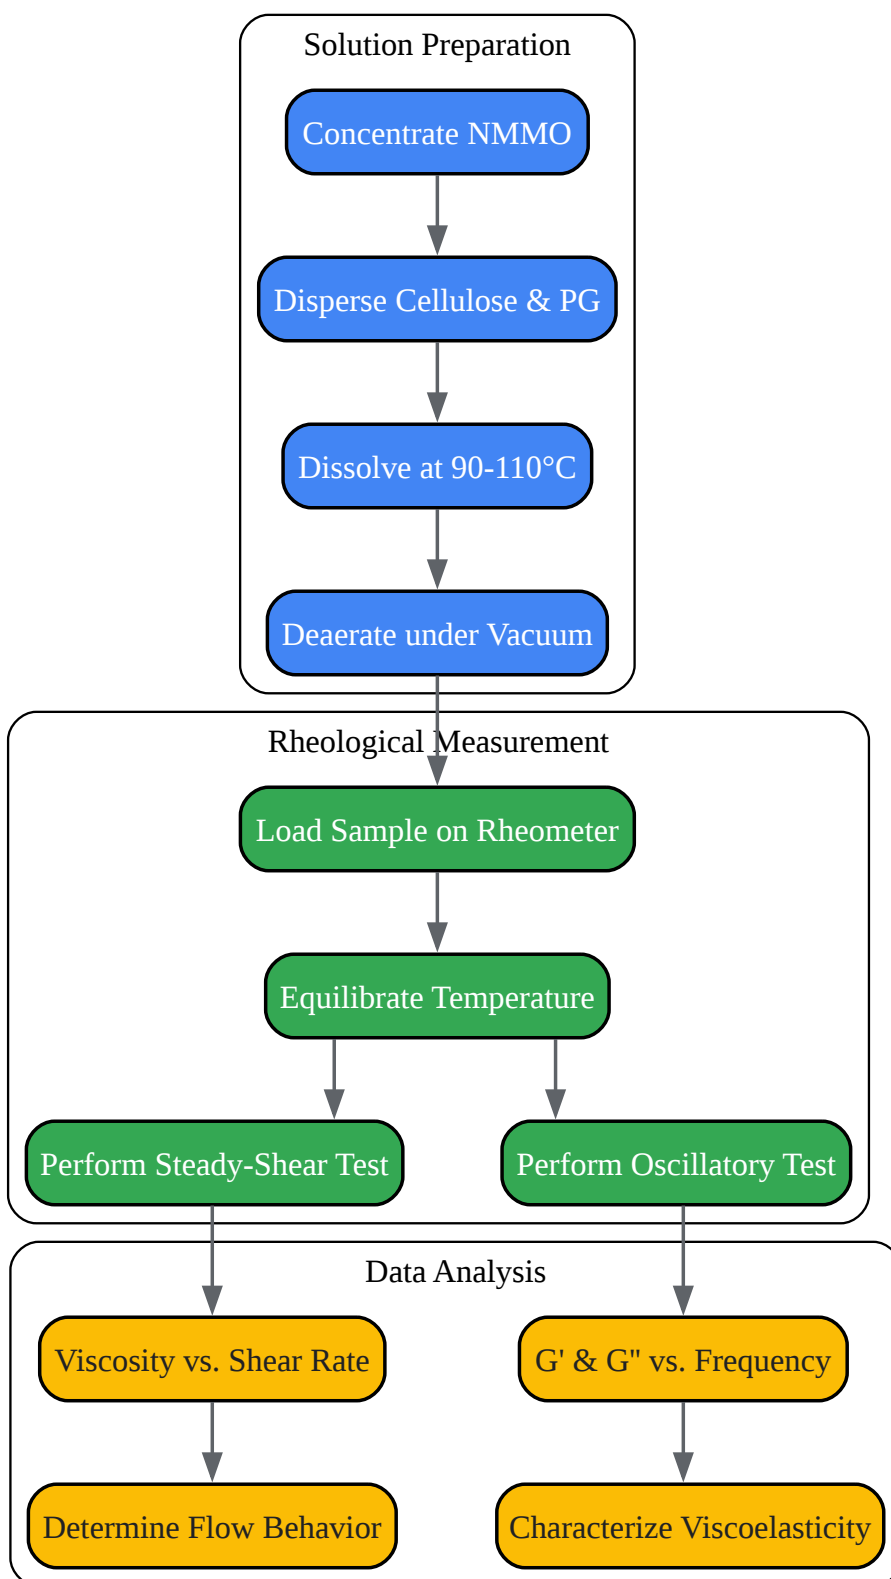 Solution Preparation
Concentrate NMMO
Disperse Cellulose & PG
Dissolve at 90-110°C
Deaerate under Vacuum
Rheological Measurement
Load Sample on Rheometer
Equilibrate Temperature
Perform Steady-Shear Test
Perform Oscillatory Test
Data Analysis
Viscosity vs. Shear Rate
G' & G" vs. Frequency
Determine Flow Behavior
Characterize Viscoelasticity